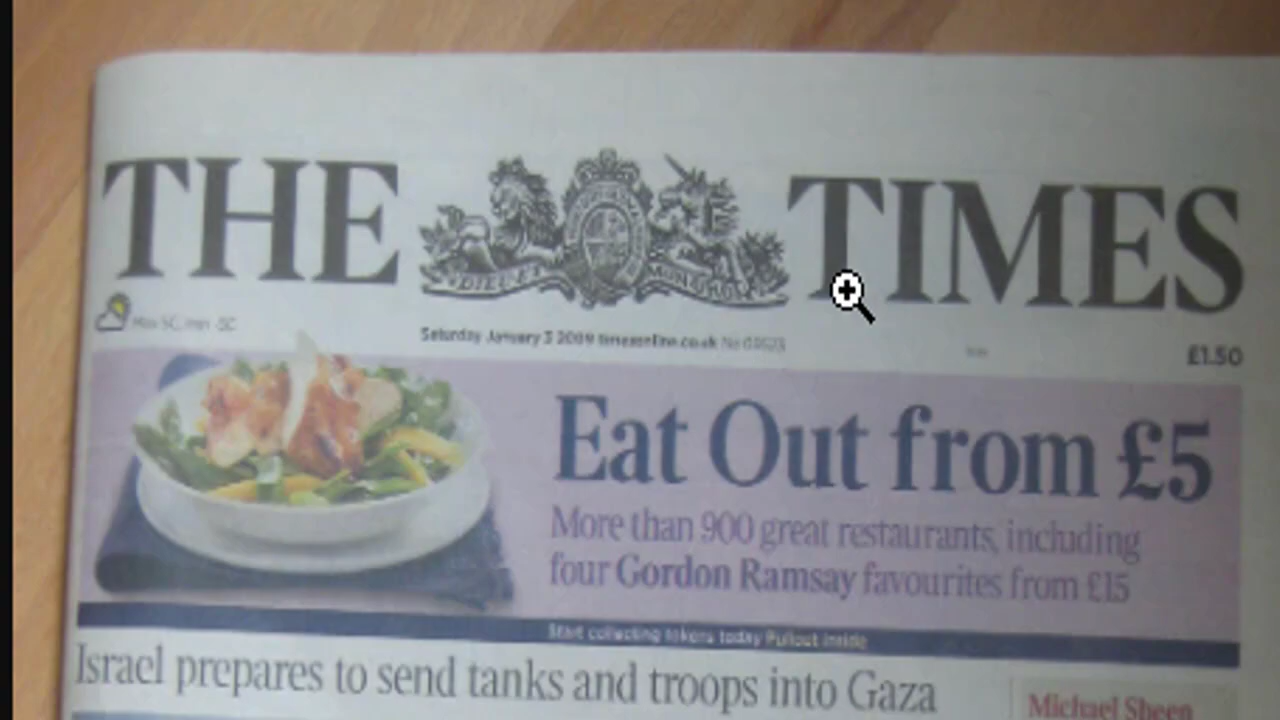 THE TIMES
Max 5C, min -5C
Saturday January 3 2009 timesonline.co.uk No
£1.50
Eat Out from £5
More than 900 great restaurants, including
four Gordon Ramsay favourites from £15
Start collecting tokens today Pullout inside
Israel prepares to send tanks and troops into Gaza
Michael Sheen